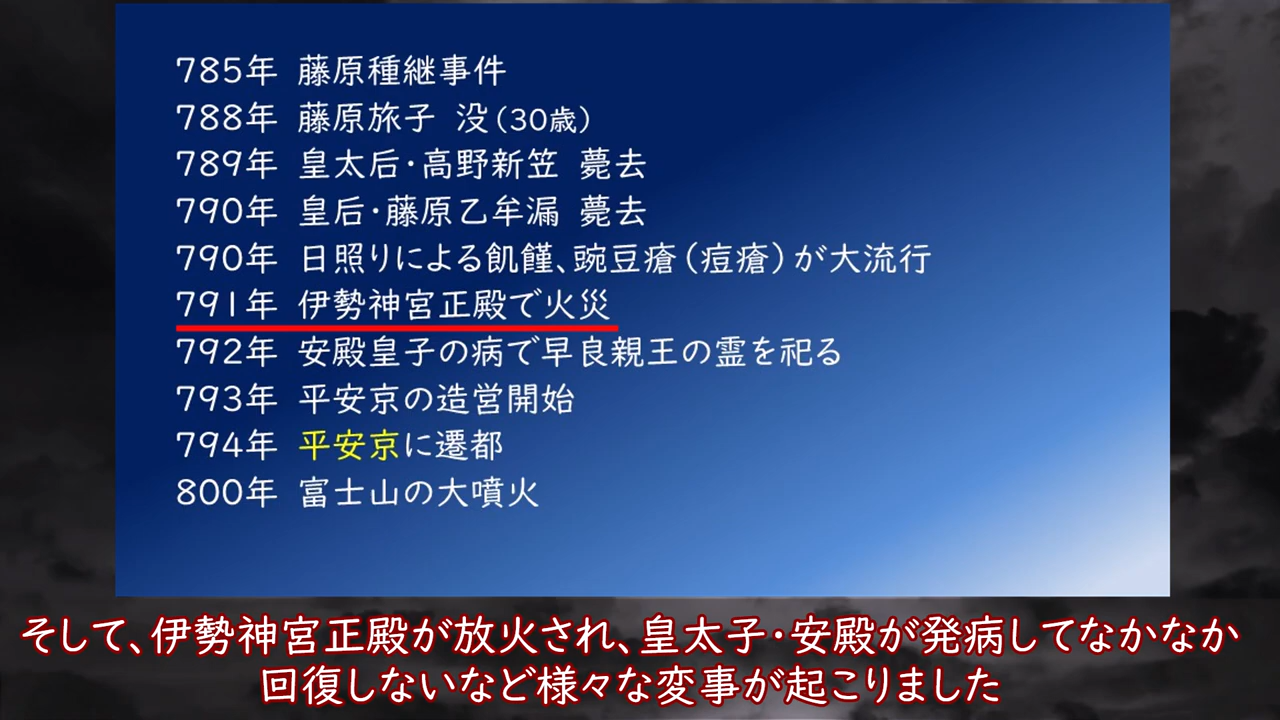 785年 藤原種継事件
788年 藤原旅子 没(30歳)
789年 皇太后・高野新笠 薨去
790年 皇后・藤原乙牟漏 薨去
790年 日照りによる飢饉、豌豆瘡(痘瘡)が大流行
791年 伊勢神宮正殿で火災
792年 安殿皇子の病で早良親王の霊を祀る
793年 平安京の造営開始
794年 平安京に遷都
800年 富士山の大噴火
そして、伊勢神宮正殿が放火され、皇太子・安殿が発病してなかなか
回復しないなど様々な変事が起こりました